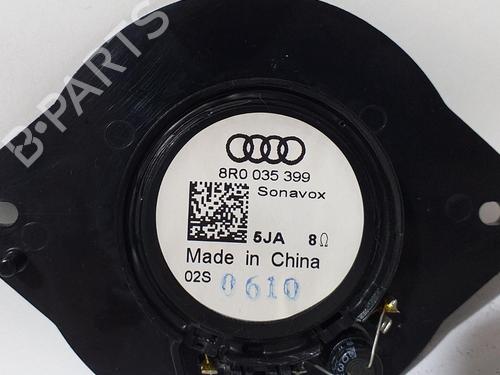 B-PARTS
8R0 035 399
Sonavox
5JA 8Ω
Made in China
02S 0610